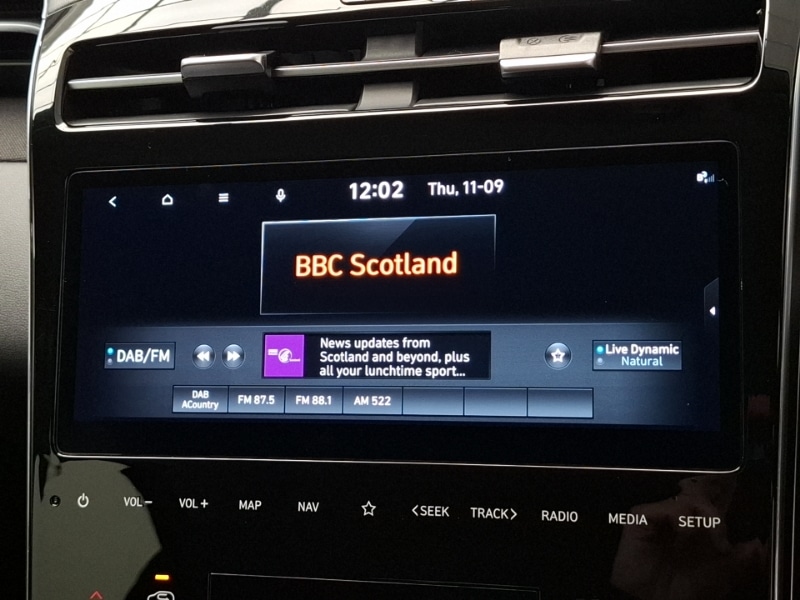 12:02 Thu, 11-09
BBC Scotland
DAB/FM
News updates from
Scotland and beyond, plus
all your lunchtime sport...
Live Dynamic
Natural
DAB
ACountry
FM 87.5
FM 88.1
AM 522
VOL-
VOL+
MAP
NAV
<SEEK
TRACK>
RADIO
MEDIA
SETUP